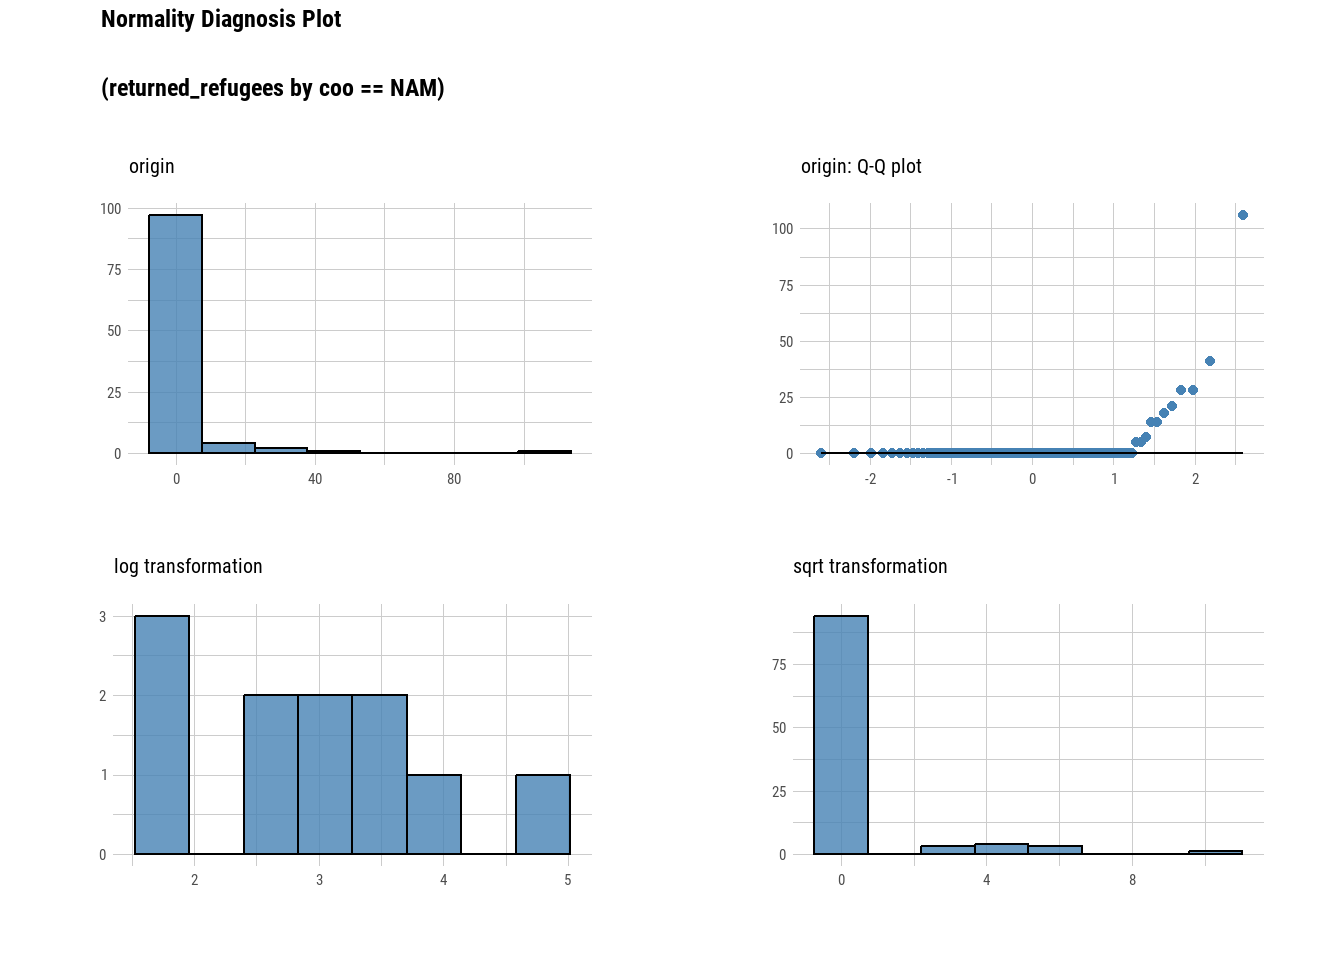 Normality Diagnosis Plot
(returned_refugees by coo == NAM)
origin
100
75
50
25
0
0 40 80
origin: Q-Q plot
100
75
50
25
0
-2 -1 0 1 2
log transformation
3
2
1
0
2 3 4 5
sqrt transformation
75
50
25
0
0 4 8